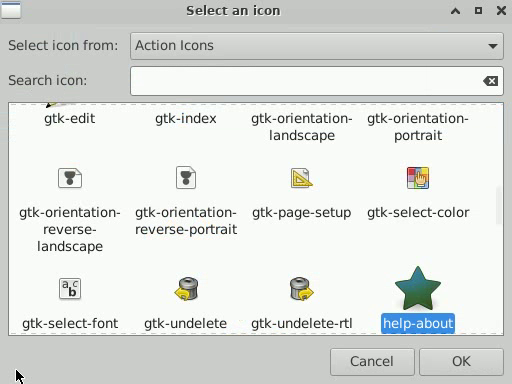 Select an icon
Select icon from:
Action Icons
Search icon:
gtk-edit
gtk-index
gtk-orientation-
landscape
gtk-orientation-
portrait
gtk-orientation-
reverse-
landscape
gtk-orientation-
reverse-portrait
gtk-page-setup
gtk-select-color
a
b
c
gtk-select-font
gtk-undelete
gtk-undelete-rtl
help-about
Cancel
OK